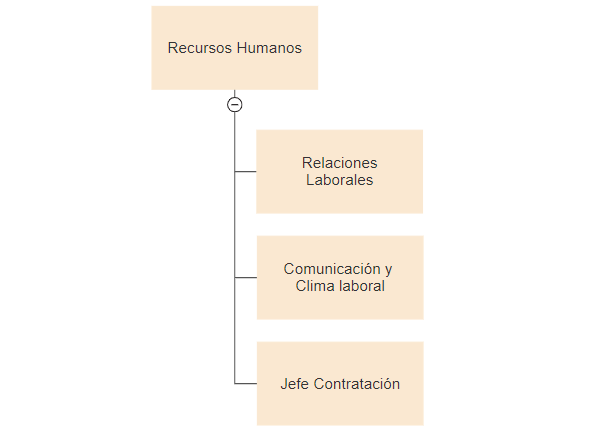 Recursos Humanos
Relaciones
Laborales
Comunicación y
Clima laboral
Jefe Contratación